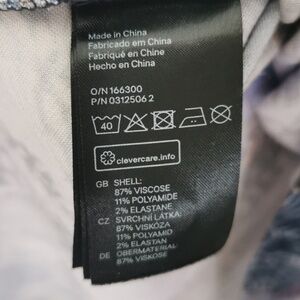 Made in China
Fabricado em China
Fabriqué en Chine
Hecho en China
O/N 166300
P/N 0312506 2
40
clevercare.info
GB SHELL:
87% VISCOSE
11% POLYAMIDE
2% ELASTANE
CZ SVRCHNÍ LÁTKA:
87% VISKÓZA
11% POLYAMID
2% ELASTAN
DE OBERMATERIAL:
87% VISKOSE